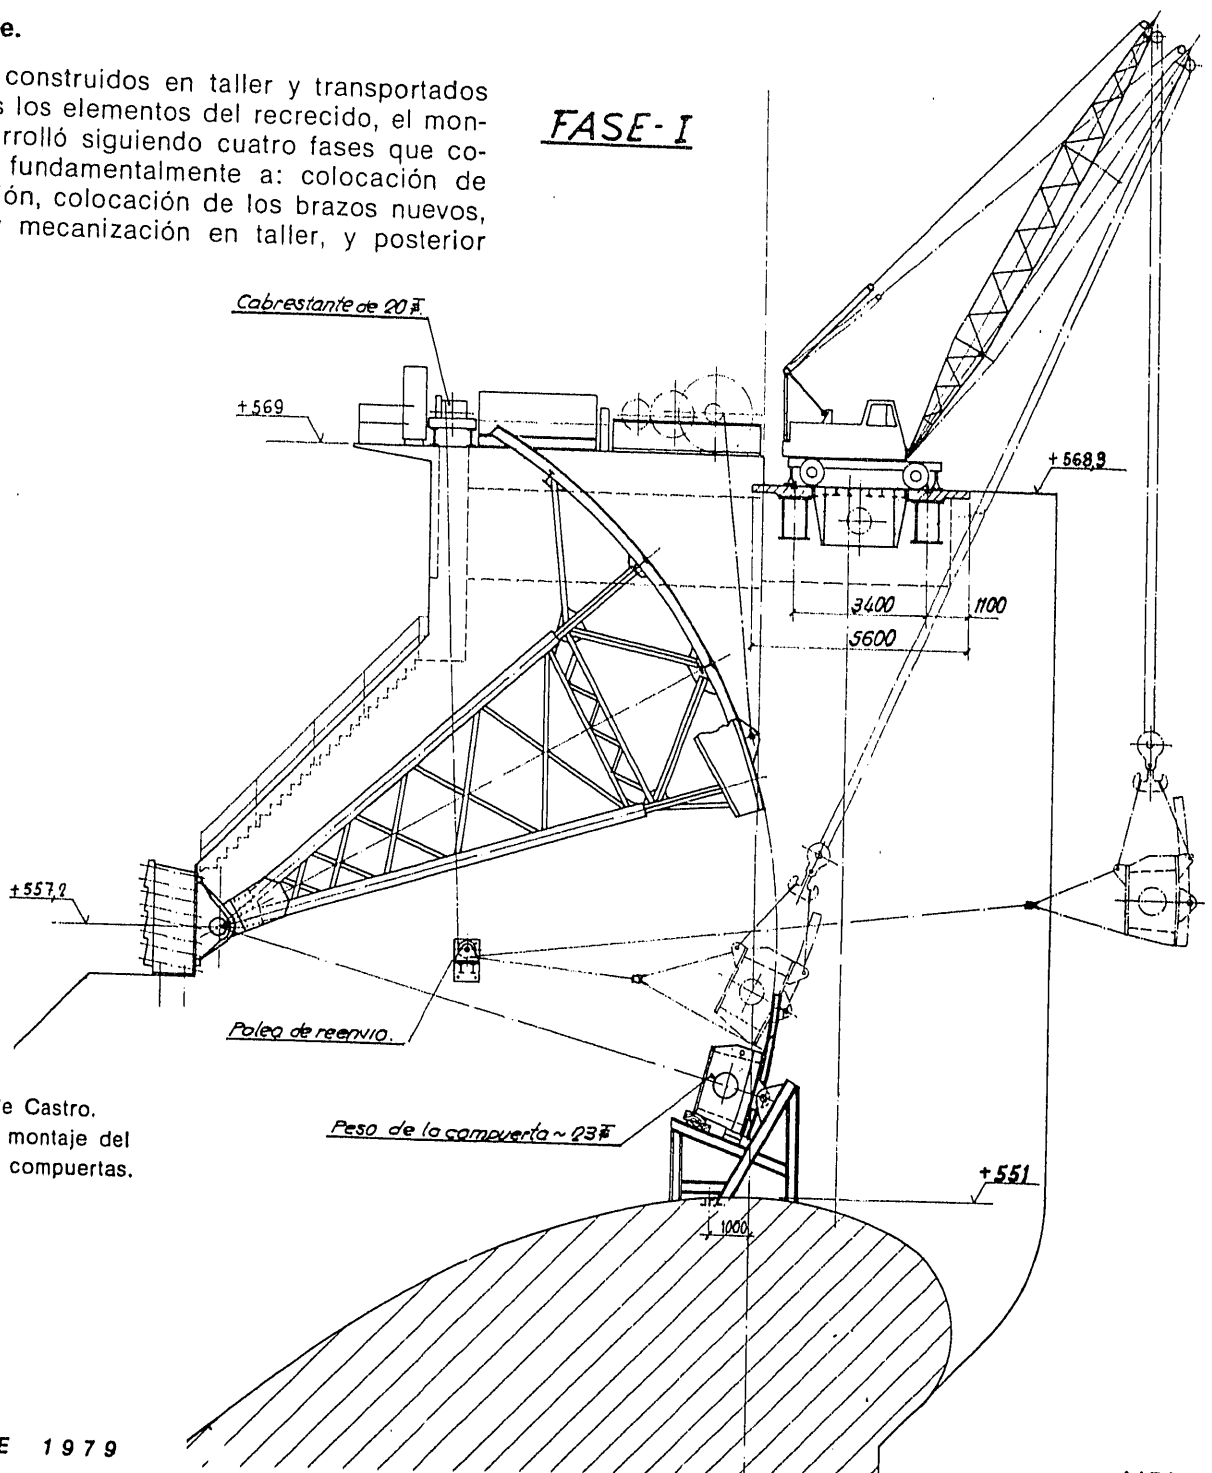 e.
construidos en taller y transportados
s los elementos del recrecido, el mon-
rrolló siguiendo cuatro fases que co-
fundamentalmente a: colocación de
ión, colocación de los brazos nuevos,
mecanización en taller, y posterior
FASE-I
Cabrestante de 20 T.
+569
+568,9
3400
1100
5600
+557,2
Polea de reenvio.
Peso de la compuerta ~ 23 T
+551
1000
e Castro.
montaje del
compuertas.
E 1979